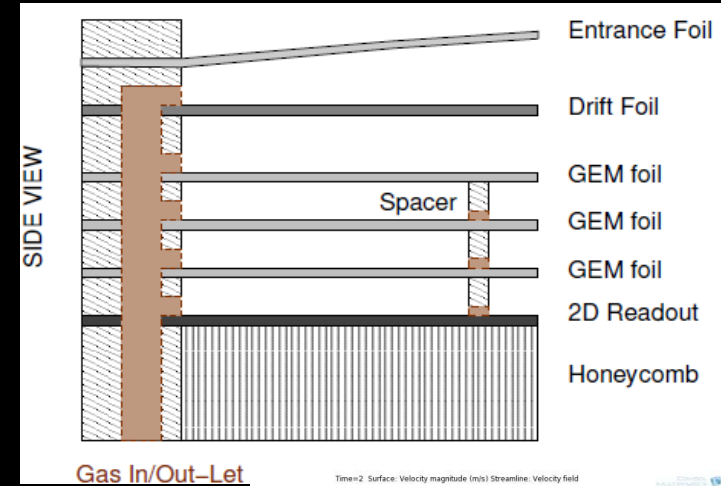 Entrance Foil
Drift Foil
GEM foil
Spacer
GEM foil
GEM foil
2D Readout
Honeycomb
SIDE VIEW
Gas In/Out–Let
Time=2 Surface: Velocity magnitude (m/s) Streamline: Velocity field